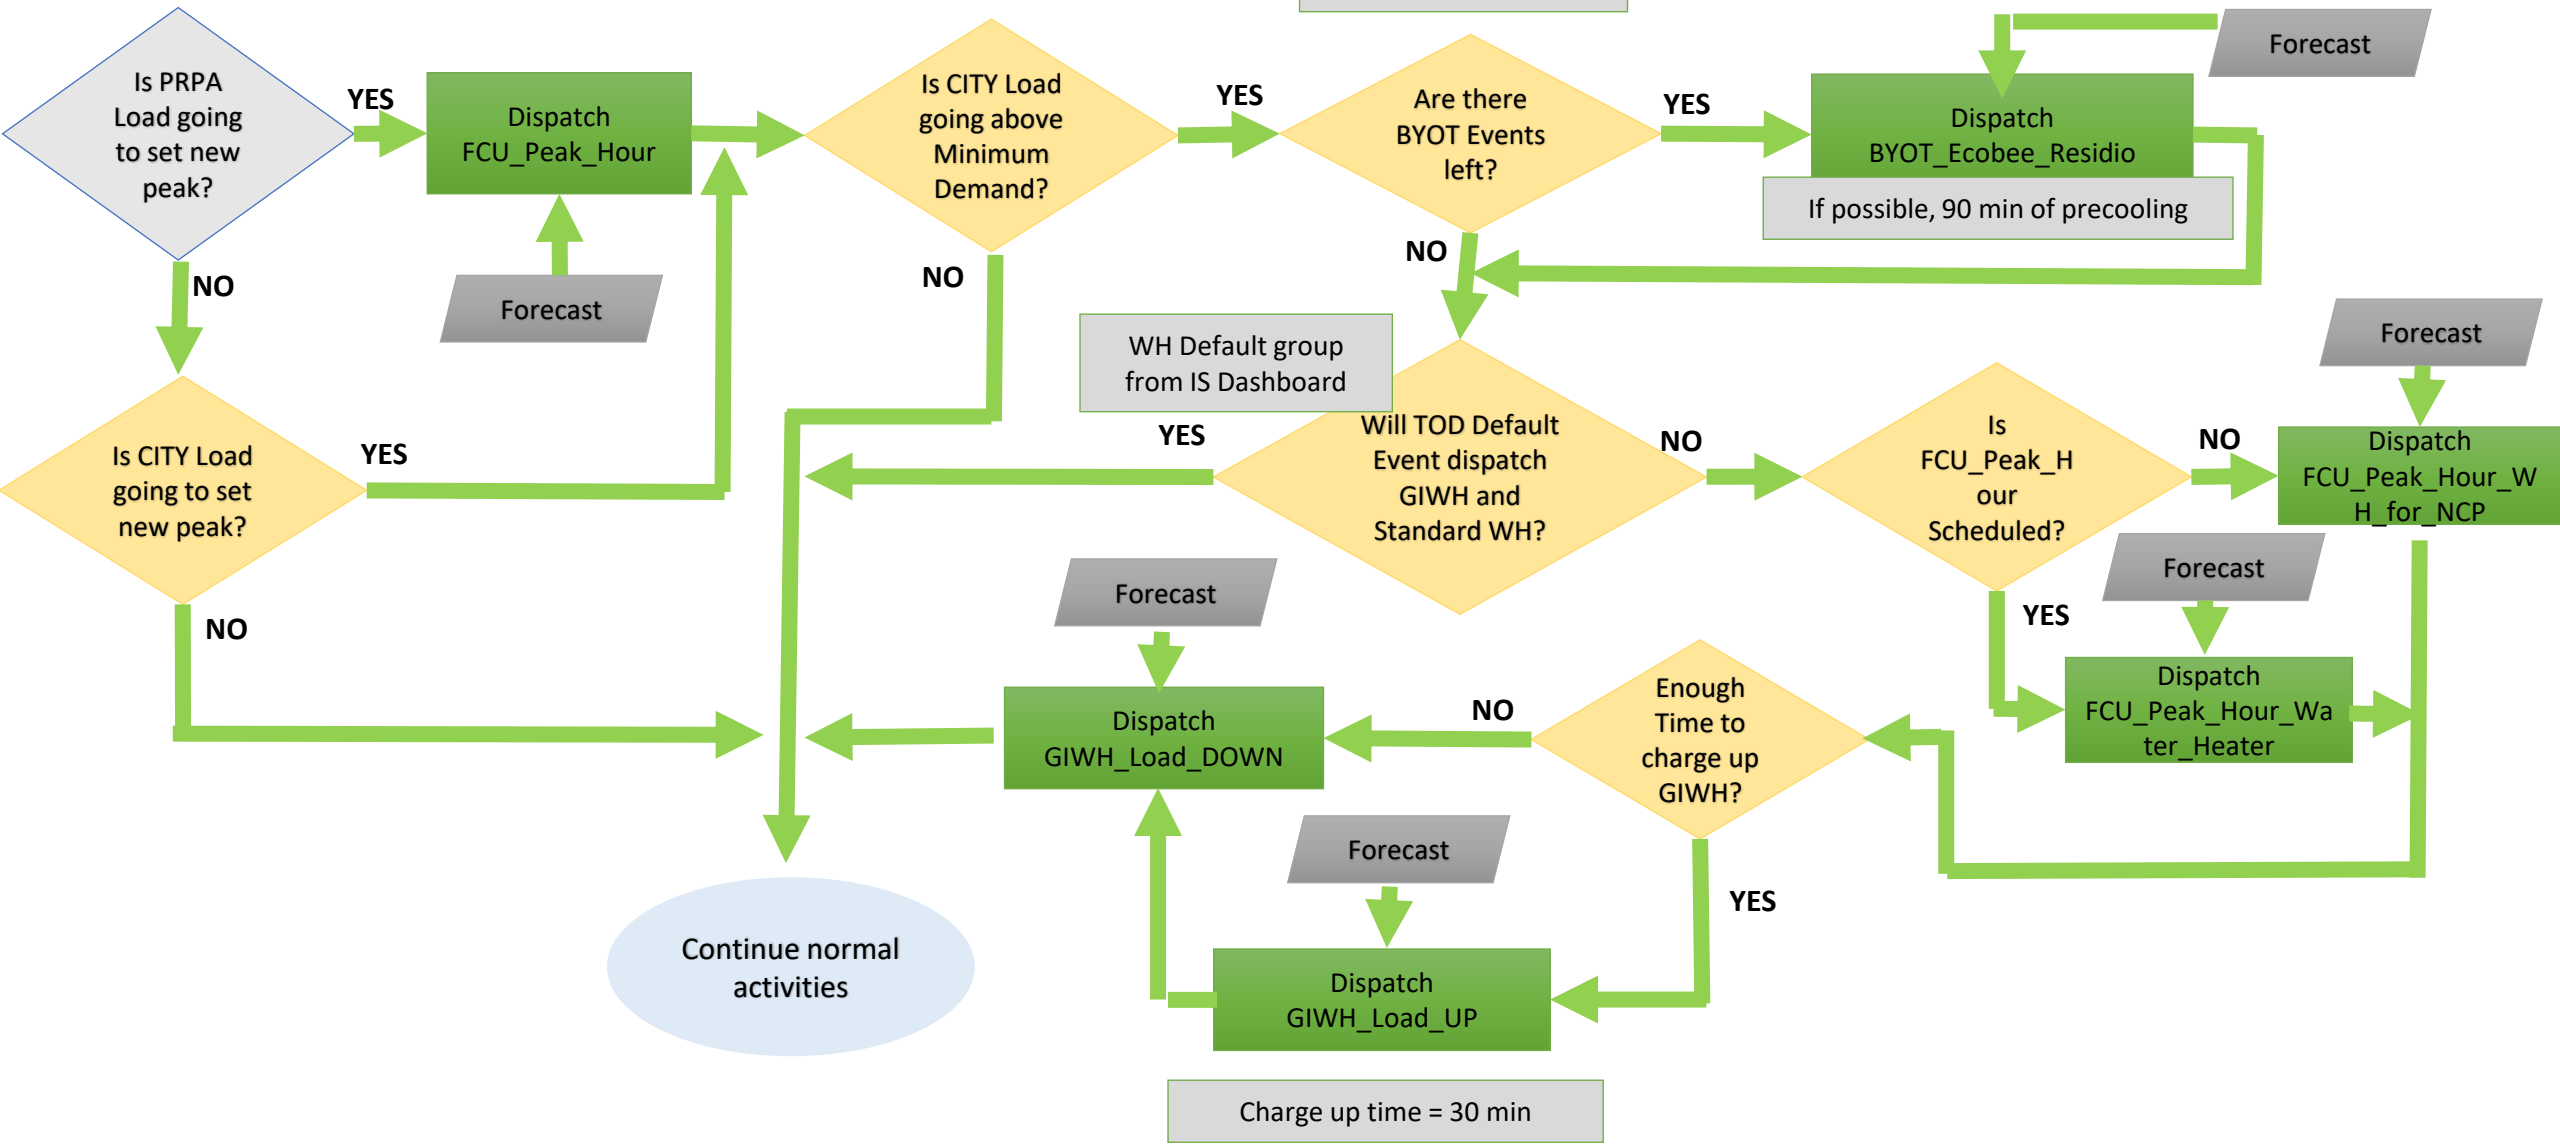 Is PRPA
Load going
to set new
peak?
YES
Dispatch
FCU_Peak_Hour
Is CITY Load
going above
Minimum
Demand?
YES
Are there
BYOT Events
left?
YES
Forecast
Dispatch
BYOT_Ecobee_Residio
If possible, 90 min of precooling
NO
Forecast
NO
NO
WH Default group
from IS Dashboard
Forecast
Is CITY Load
going to set
new peak?
YES
YES
Will TOD Default
Event dispatch
GIWH and
Standard WH?
NO
Is
FCU_Peak_H
our
Scheduled?
NO
Dispatch
FCU_Peak_Hour_W
H_for_NCP
NO
Forecast
YES
Forecast
Dispatch
FCU_Peak_Hour_Wa
ter_Heater
Dispatch
GIWH_Load_DOWN
NO
Enough
Time to
charge up
GIWH?
Forecast
YES
Continue normal
activities
Dispatch
GIWH_Load_UP
Charge up time = 30 min